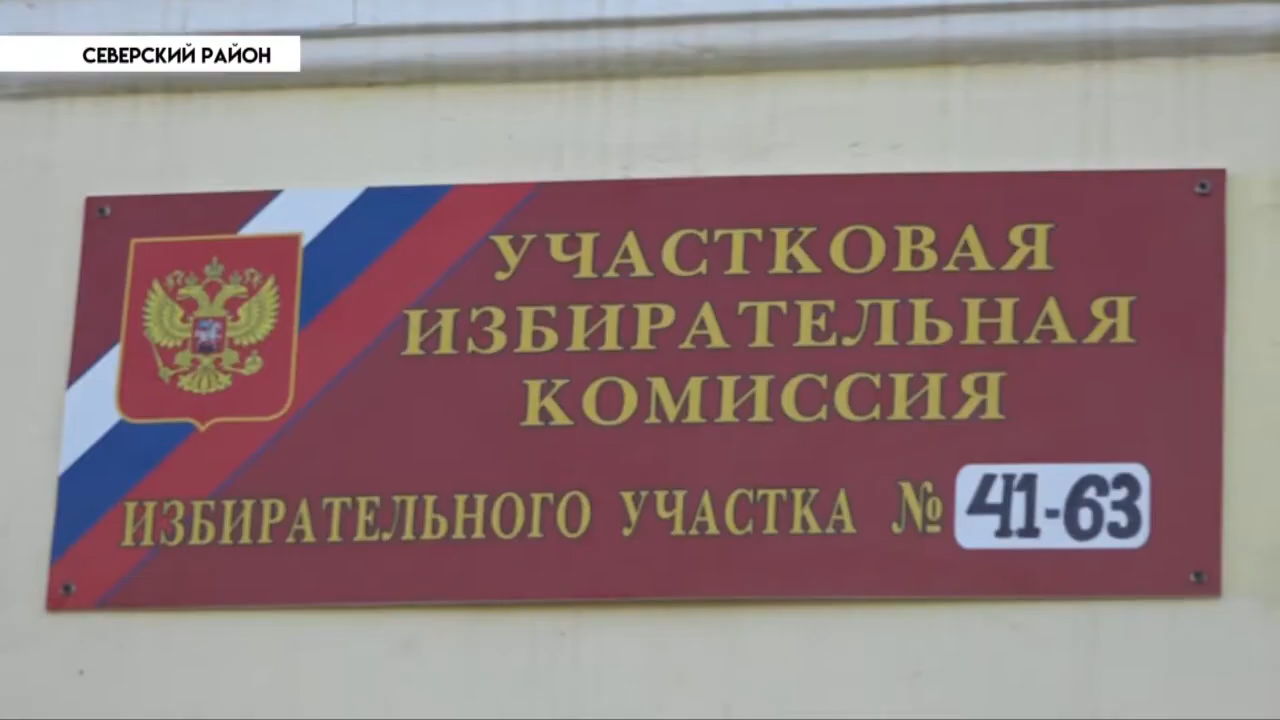 СЕВЕРСКИЙ РАЙОН
УЧАСТКОВАЯ
ИЗБИРАТЕЛЬНАЯ
КОМИССИЯ
ИЗБИРАТЕЛЬНОГО УЧАСТКА № 41-63